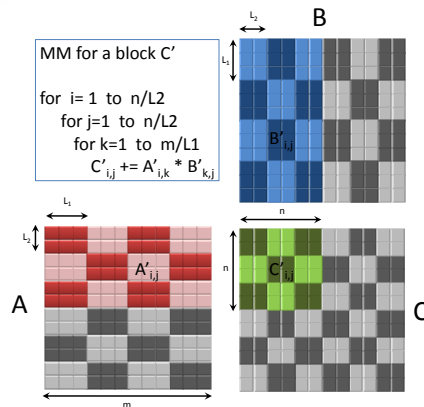 B
L₂
MM for a block C'
L₁
for i= 1 to n/L2
for j=1 to n/L2
for k=1 to m/L1
C'i,j += A'i,k * B'k,j
B'i,j
L₁
n
L₂
A'i,j
n
C'i,j
A
C
m